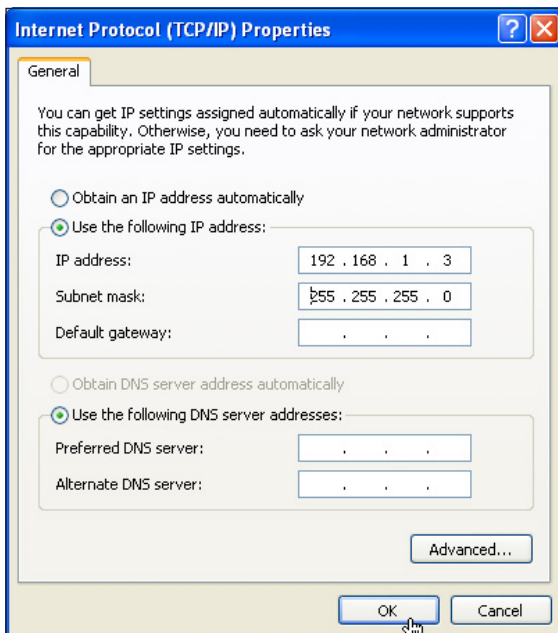 Internet Protocol (TCP/IP) Properties
General
You can get IP settings assigned automatically if your network supports
this capability. Otherwise, you need to ask your network administrator
for the appropriate IP settings.
Obtain an IP address automatically
Use the following IP address:
IP address: 192 . 168 . 1 . 3
Subnet mask: 255 . 255 . 255 . 0
Default gateway: . . .
Obtain DNS server address automatically
Use the following DNS server addresses:
Preferred DNS server: . . .
Alternate DNS server: . . .
Advanced...
OK Cancel